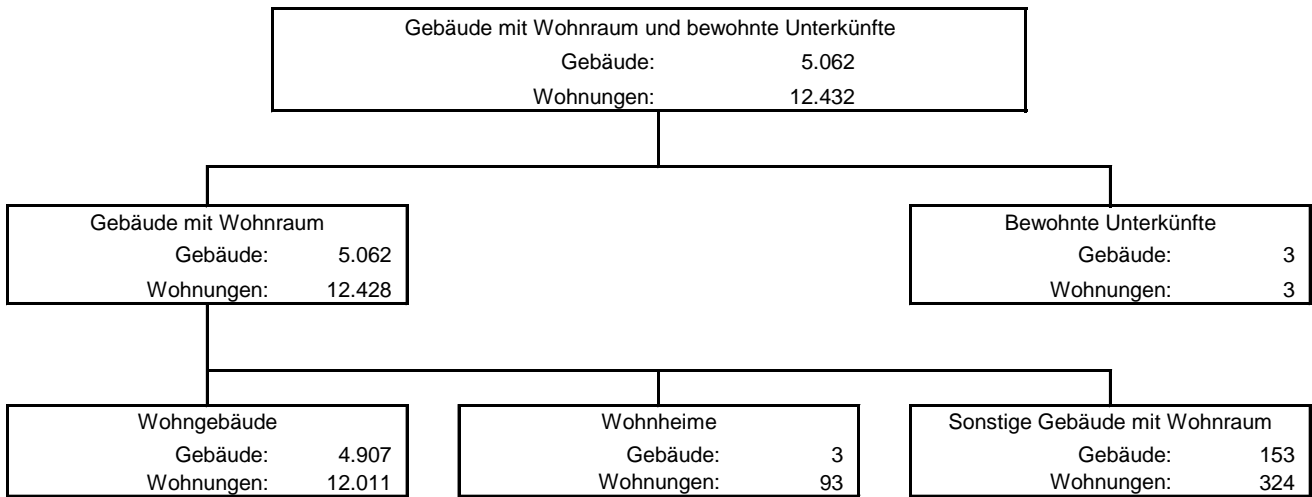 Gebäude mit Wohnraum und bewohnte Unterkünfte
Gebäude: 5.062
Wohnungen: 12.432
Gebäude mit Wohnraum
Gebäude: 5.062
Wohnungen: 12.428
Bewohnte Unterkünfte
Gebäude: 3
Wohnungen: 3
Wohngebäude
Gebäude: 4.907
Wohnungen: 12.011
Wohnheime
Gebäude: 3
Wohnungen: 93
Sonstige Gebäude mit Wohnraum
Gebäude: 153
Wohnungen: 324